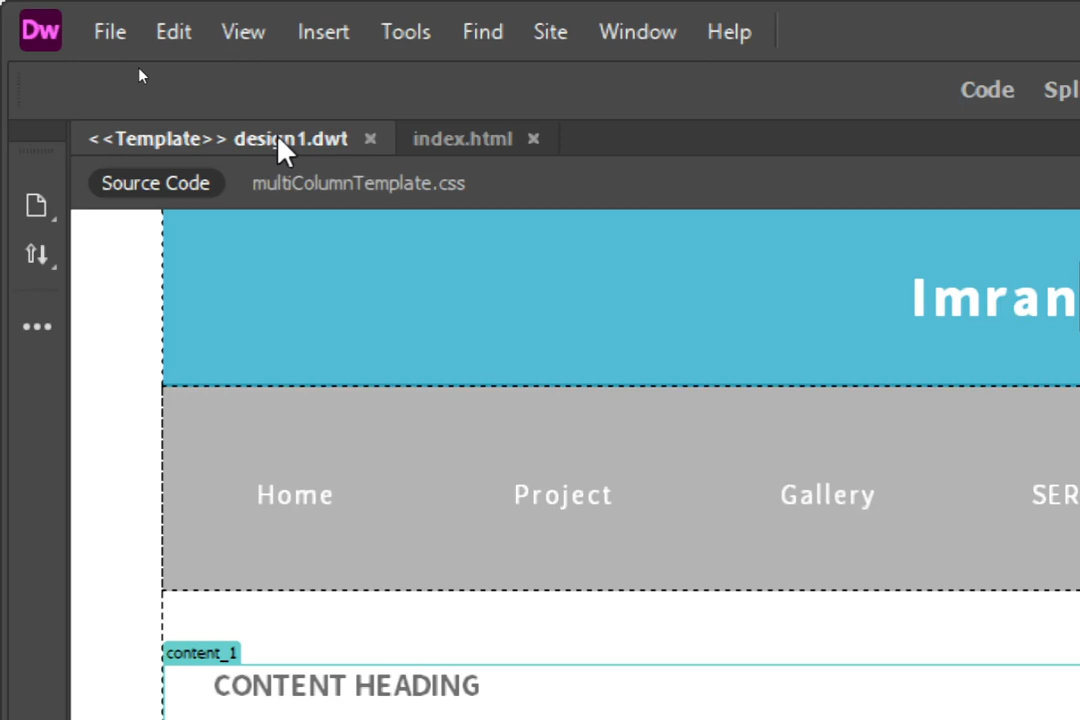 Dw File Edit View Insert Tools Find Site Window Help
Code
<<Template>> design1.dwt × index.html ×
Source Code multiColumnTemplate.css
Imran
Home Project Gallery
content_1
CONTENT HEADING